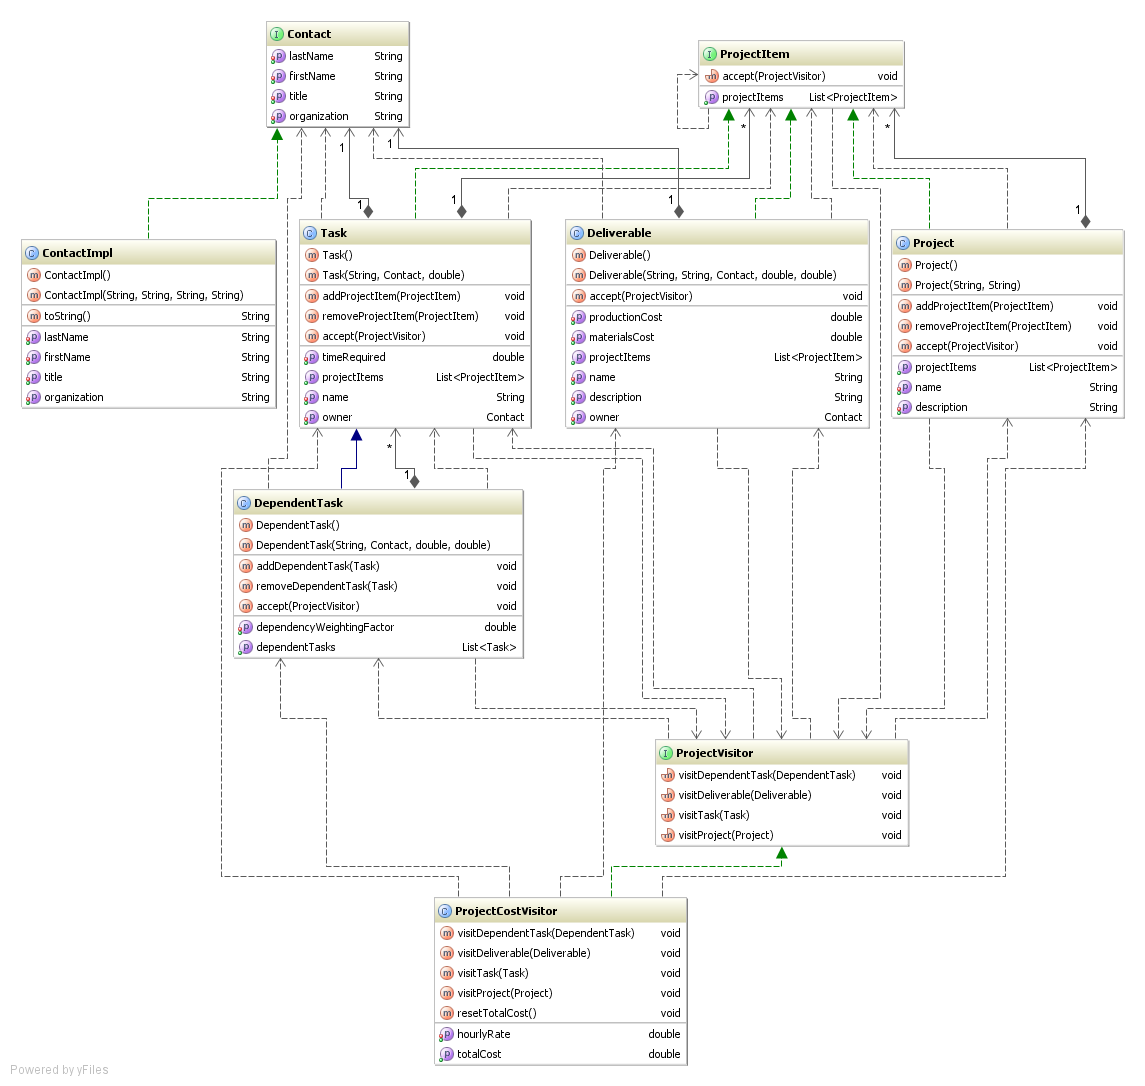 Contact
lastName String
firstName String
title String
organization String
ProjectItem
accept(ProjectVisitor) void
projectItems List<ProjectItem>
1
1
*
*
1
1
1
ContactImpl
ContactImpl()
ContactImpl(String, String, String, String)
toString() String
lastName String
firstName String
title String
organization String
Task
Task()
Task(String, Contact, double)
addProjectItem(ProjectItem) void
removeProjectItem(ProjectItem) void
accept(ProjectVisitor) void
timeRequired double
projectItems List<ProjectItem>
name String
owner Contact
Deliverable
Deliverable()
Deliverable(String, String, Contact, double, double)
accept(ProjectVisitor) void
productionCost double
materialsCost double
projectItems List<ProjectItem>
name String
description String
owner Contact
1
Project
Project()
Project(String, String)
addProjectItem(ProjectItem) void
removeProjectItem(ProjectItem) void
accept(ProjectVisitor) void
projectItems List<ProjectItem>
name String
description String
*
1
DependentTask
DependentTask()
DependentTask(String, Contact, double, double)
addDependentTask(Task) void
removeDependentTask(Task) void
accept(ProjectVisitor) void
dependencyWeightingFactor double
dependentTasks List<Task>
ProjectVisitor
visitDependentTask(DependentTask) void
visitDeliverable(Deliverable) void
visitTask(Task) void
visitProject(Project) void
ProjectCostVisitor
visitDependentTask(DependentTask) void
visitDeliverable(Deliverable) void
visitTask(Task) void
visitProject(Project) void
resetTotalCost() void
hourlyRate double
totalCost double
Powered by yFiles